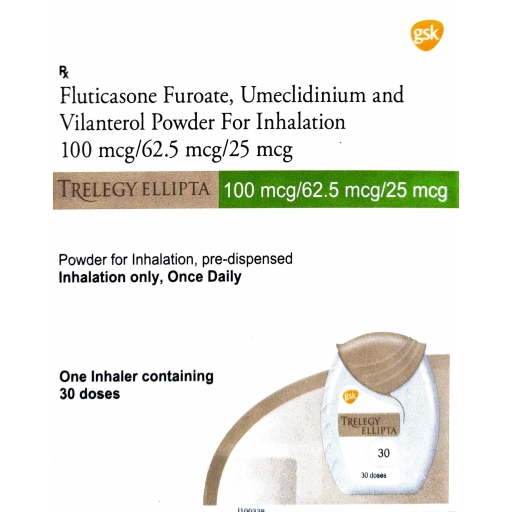 gsk
Rx
Fluticasone Furoate, Umeclidinium and
Vilanterol Powder For Inhalation
100 mcg/62.5 mcg/25 mcg
TRELEGY ELLIPTA 100 mcg/62.5 mcg/25 mcg
Powder for Inhalation, pre-dispensed
Inhalation only, Once Daily
One Inhaler containing
30 doses
gsk
TRELEGY ELLIPTA
30
30 doses